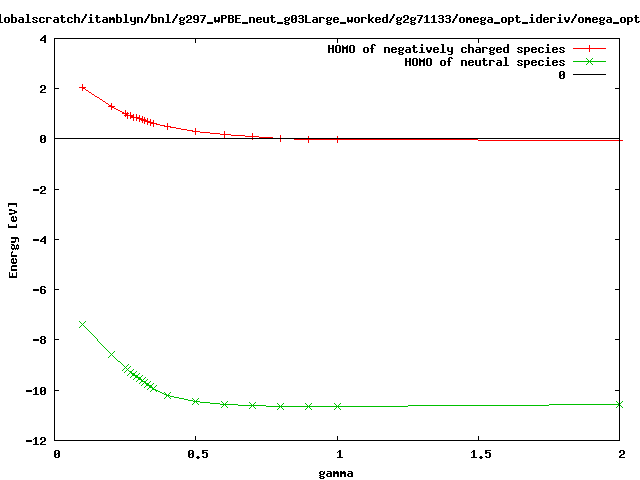 lobalscratch/itamblyn/bnl/g297_wPBE_neut_g03Large_worked/g2g71133/omega_opt_ideriv/omega_opt
HOMO of negatively charged species
HOMO of neutral species
0
4
2
0
-2
-4
-6
-8
-10
-12
Energy [eV]
0 0.5 1 1.5 2
gamma